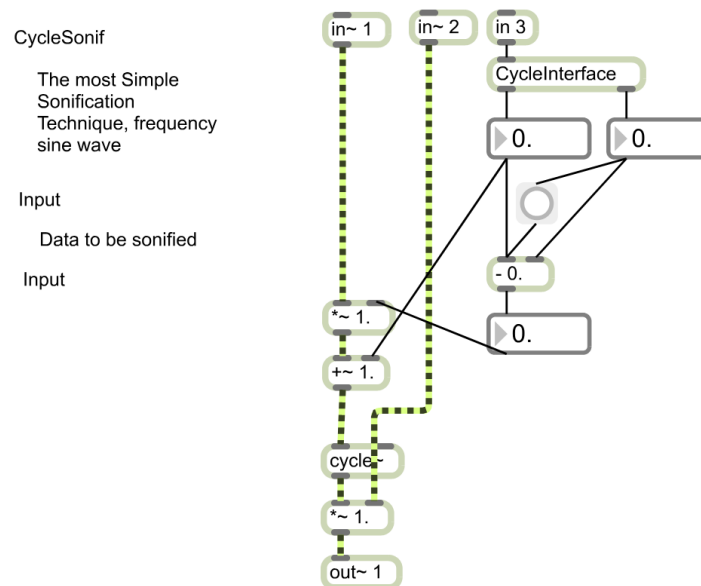 in~ 1
in~ 2
in 3
CycleSonif
CycleInterface
The most Simple
Sonification
Technique, frequency
sine wave
0.
0.
Input
Data to be sonified
Input
- 0.
*~ 1.
0.
+~ 1.
cycle~
*~ 1.
out~ 1